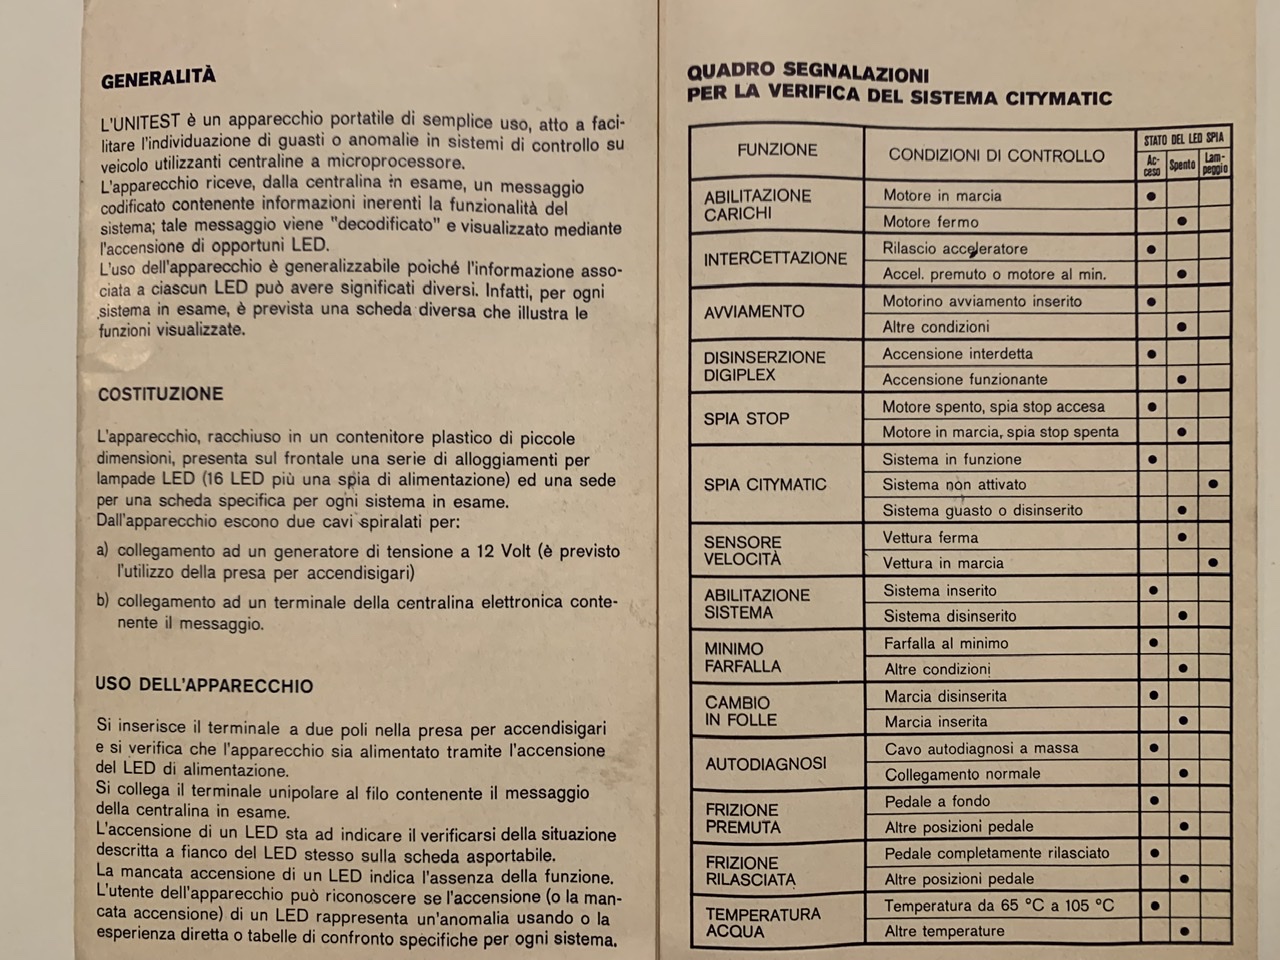 GENERALITÀ
L'UNITEST è un apparecchio portatile di semplice uso, atto a faci-
litare l'individuazione di guasti o anomalie in sistemi di controllo su
veicolo utilizzanti centraline a microprocessore.
L'apparecchio riceve, dalla centralina in esame, un messaggio
codificato contenente informazioni inerenti la funzionalità del
sistema; tale messaggio viene "decodificato" e visualizzato mediante
l'accensione di opportuni LED.
L'uso dell'apparecchio è generalizzabile poiché l'informazione asso-
ciata a ciascun LED può avere significati diversi. Infatti, per ogni
sistema in esame, è prevista una scheda diversa che illustra le
funzioni visualizzate.
COSTITUZIONE
L'apparecchio, racchiuso in un contenitore plastico di piccole
dimensioni, presenta sul frontale una serie di alloggiamenti per
lampade LED (16 LED più una spia di alimentazione) ed una sede
per una scheda specifica per ogni sistema in esame.
Dall'apparecchio escono due cavi spiralati per:
a) collegamento ad un generatore di tensione a 12 Volt (è previsto
l'utilizzo della presa per accendisigari)
b) collegamento ad un terminale della centralina elettronica conte-
nente il messaggio.
USO DELL'APPARECCHIO
Si inserisce il terminale a due poli nella presa per accendisigari
e si verifica che l'apparecchio sia alimentato tramite l'accensione
del LED di alimentazione.
Si collega il terminale unipolare al filo contenente il messaggio
della centralina in esame.
L'accensione di un LED sta ad indicare il verificarsi della situazione
descritta a fianco del LED stesso sulla scheda asportabile.
La mancata accensione di un LED indica l'assenza della funzione.
L'utente dell'apparecchio può riconoscere se l'accensione (o la man-
cata accensione) di un LED rappresenta un'anomalia usando o la
esperienza diretta o tabelle di confronto specifiche per ogni sistema.
QUADRO SEGNALAZIONI
PER LA VERIFICA DEL SISTEMA CITYMATIC
FUNZIONE CONDIZIONI DI CONTROLLO STATO DEL LED SPIA
Ac-
ceso Spento Lam-
peggio
ABILITAZIONE
CARICHI
Motore in marcia ●
Motore fermo ●
INTERCETTAZIONE
Rilascio acceleratore ●
Accel. premuto o motore al min. ●
AVVIAMENTO
Motorino avviamento inserito ●
Altre condizioni ●
DISINSERZIONE
DIGIPLEX
Accensione interdetta ●
Accensione funzionante ●
SPIA STOP
Motore spento, spia stop accesa ●
Motore in marcia, spia stop spenta ●
SPIA CITYMATIC
Sistema in funzione ●
Sistema non attivato ●
Sistema guasto o disinserito ●
SENSORE
VELOCITÀ
Vettura ferma ●
Vettura in marcia ●
ABILITAZIONE
SISTEMA
Sistema inserito ●
Sistema disinserito ●
MINIMO
FARFALLA
Farfalla al minimo ●
Altre condizioni ●
CAMBIO
IN FOLLE
Marcia disinserita ●
Marcia inserita ●
AUTODIAGNOSI
Cavo autodiagnosi a massa ●
Collegamento normale ●
FRIZIONE
PREMUTA
Pedale a fondo ●
Altre posizioni pedale ●
FRIZIONE
RILASCIATA
Pedale completamente rilasciato ●
Altre posizioni pedale ●
TEMPERATURA
ACQUA
Temperatura da 65 °C a 105 °C ●
Altre temperature ●